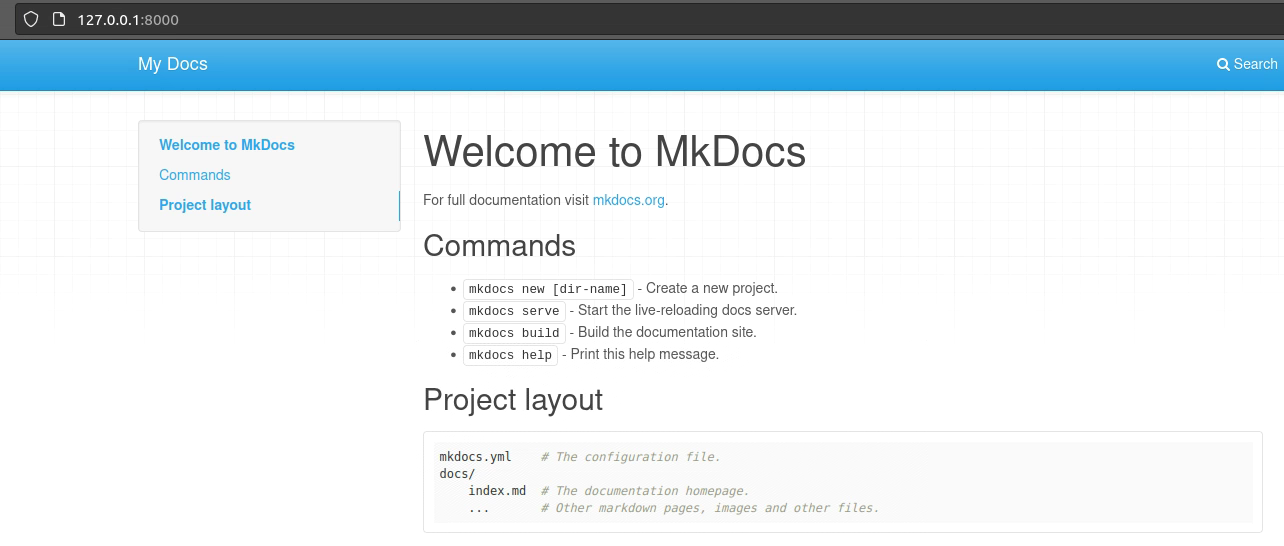 127.0.0.1:8000
My Docs
Search
Welcome to MkDocs
Commands
Project layout
Welcome to MkDocs
For full documentation visit mkdocs.org.
Commands
mkdocs new [dir-name] - Create a new project.
mkdocs serve - Start the live-reloading docs server.
mkdocs build - Build the documentation site.
mkdocs help - Print this help message.
Project layout
mkdocs.yml    # The configuration file.
docs/
    index.md  # The documentation homepage.
    ...       # Other markdown pages, images and other files.